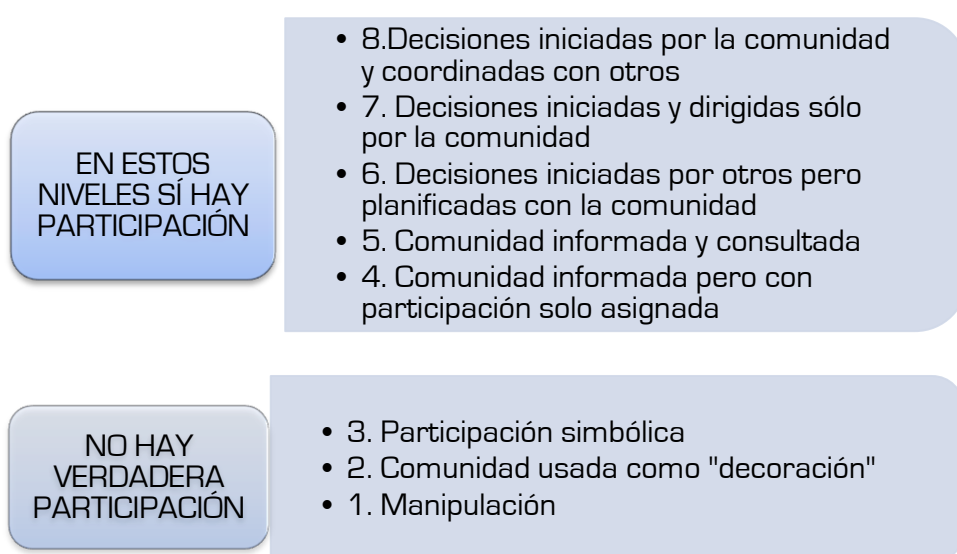 EN ESTOS
NIVELES SÍ HAY
PARTICIPACIÓN
• 8.Decisiones iniciadas por la comunidad
y coordinadas con otros
• 7. Decisiones iniciadas y dirigidas sólo
por la comunidad
• 6. Decisiones iniciadas por otros pero
planificadas con la comunidad
• 5. Comunidad informada y consultada
• 4. Comunidad informada pero con
participación solo asignada
NO HAY
VERDADERA
PARTICIPACIÓN
• 3. Participación simbólica
• 2. Comunidad usada como "decoración"
• 1. Manipulación